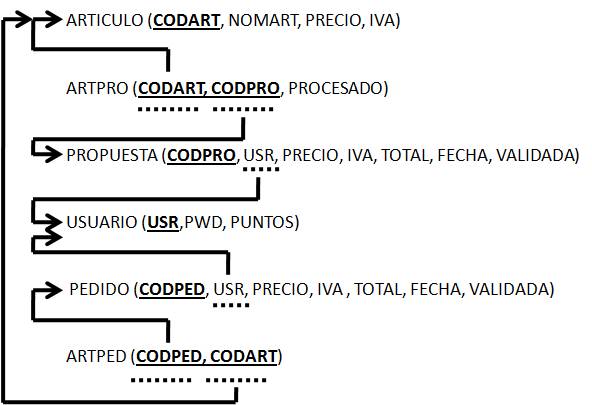 ARTICULO (CODART, NOMART, PRECIO, IVA)
ARTPRO (CODART, CODPRO, PROCESADO)
PROPUESTA (CODPRO, USR, PRECIO, IVA, TOTAL, FECHA, VALIDADA)
USUARIO (USR,PWD, PUNTOS)
PEDIDO (CODPED, USR, PRECIO, IVA , TOTAL, FECHA, VALIDADA)
ARTPED (CODPED, CODART)